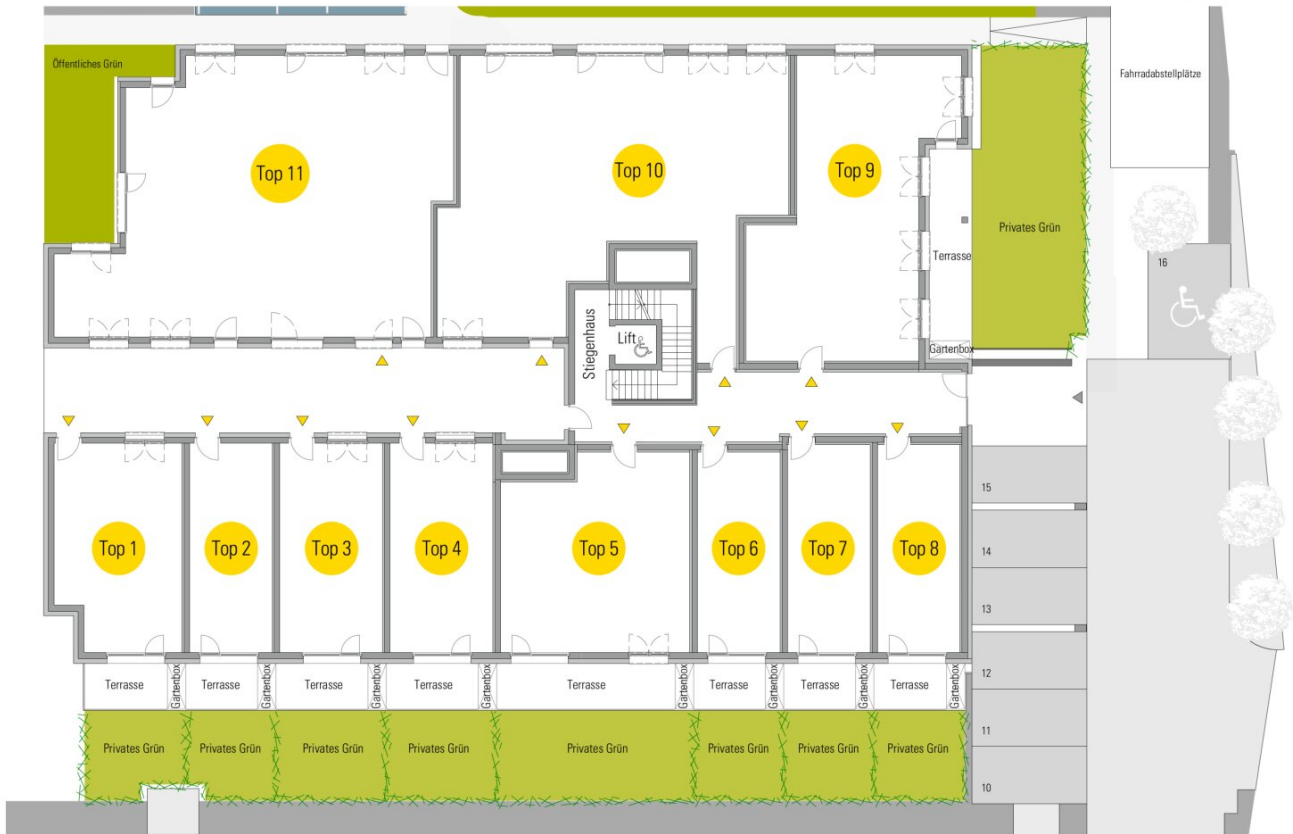 Öffentliches Grün
Fahrradabstellplätze
Top 11
Top 10
Top 9
Privates Grün
Terrasse
16
Stiegenhaus
Lift
Gartenbox
15
14
13
12
11
10
Top 1
Top 2
Top 3
Top 4
Top 5
Top 6
Top 7
Top 8
Terrasse
Gartenbox
Terrasse
Gartenbox
Terrasse
Gartenbox
Terrasse
Gartenbox
Terrasse
Gartenbox
Terrasse
Gartenbox
Terrasse
Gartenbox
Terrasse
Gartenbox
Privates Grün
Privates Grün
Privates Grün
Privates Grün
Privates Grün
Privates Grün
Privates Grün
Privates Grün